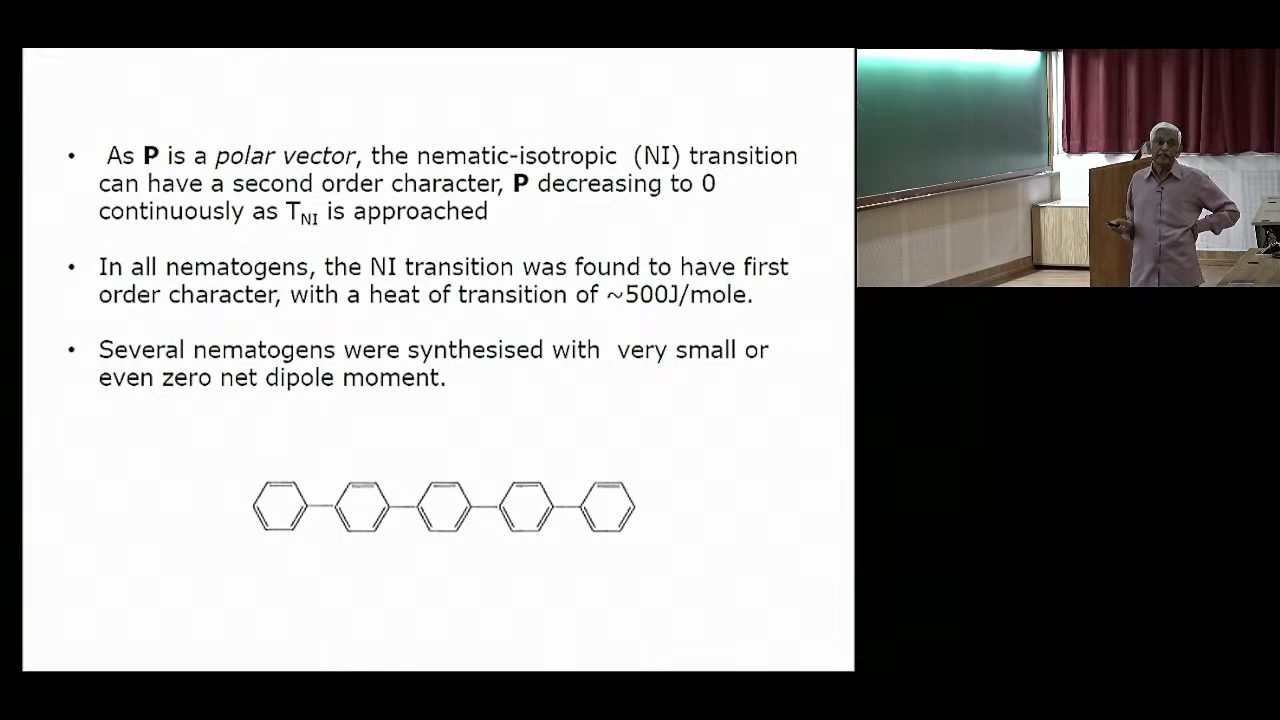 • As P is a polar vector, the nematic-isotropic (NI) transition
can have a second order character, P decreasing to 0
continuously as TNI is approached
• In all nematogens, the NI transition was found to have first
order character, with a heat of transition of ~500J/mole.
• Several nematogens were synthesised with very small or
even zero net dipole moment.